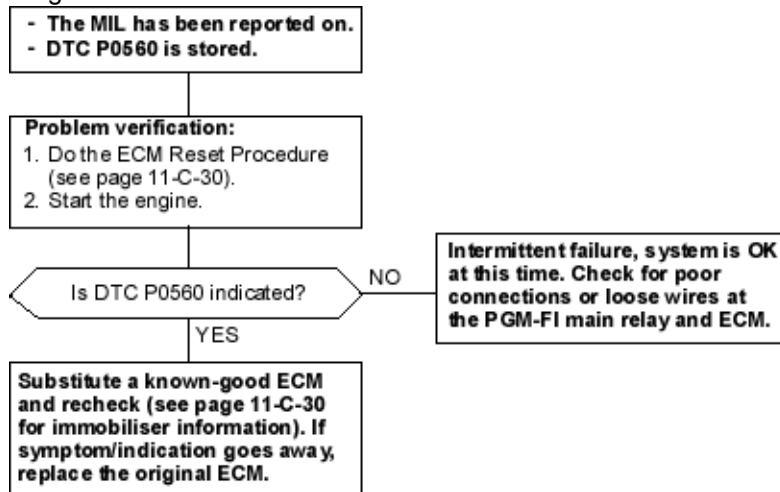 - The MIL has been reported on.
- DTC P0560 is stored.
Problem verification:
1. Do the ECM Reset Procedure
(see page 11-C-30).
2. Start the engine.
Is DTC P0560 indicated?
NO
Intermittent failure, system is OK
at this time. Check for poor
connections or loose wires at
the PGM-FI main relay and ECM.
YES
Substitute a known-good ECM
and recheck (see page 11-C-30
for immobiliser information). If
symptom/indication goes away,
replace the original ECM.